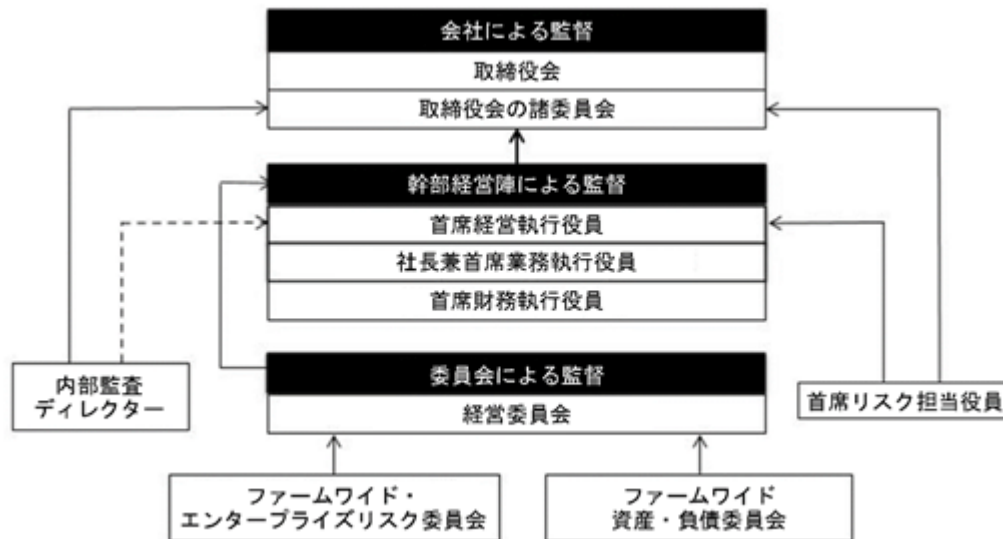 会社による監督
取締役会
取締役会の諸委員会
幹部経営陣による監督
首席経営執行役員
社長兼首席業務執行役員
首席財務執行役員
内部監査
ディレクター
委員会による監督
経営委員会
首席リスク担当役員
ファームワイド・
エンタープライズリスク委員会
ファームワイド
資産・負債委員会